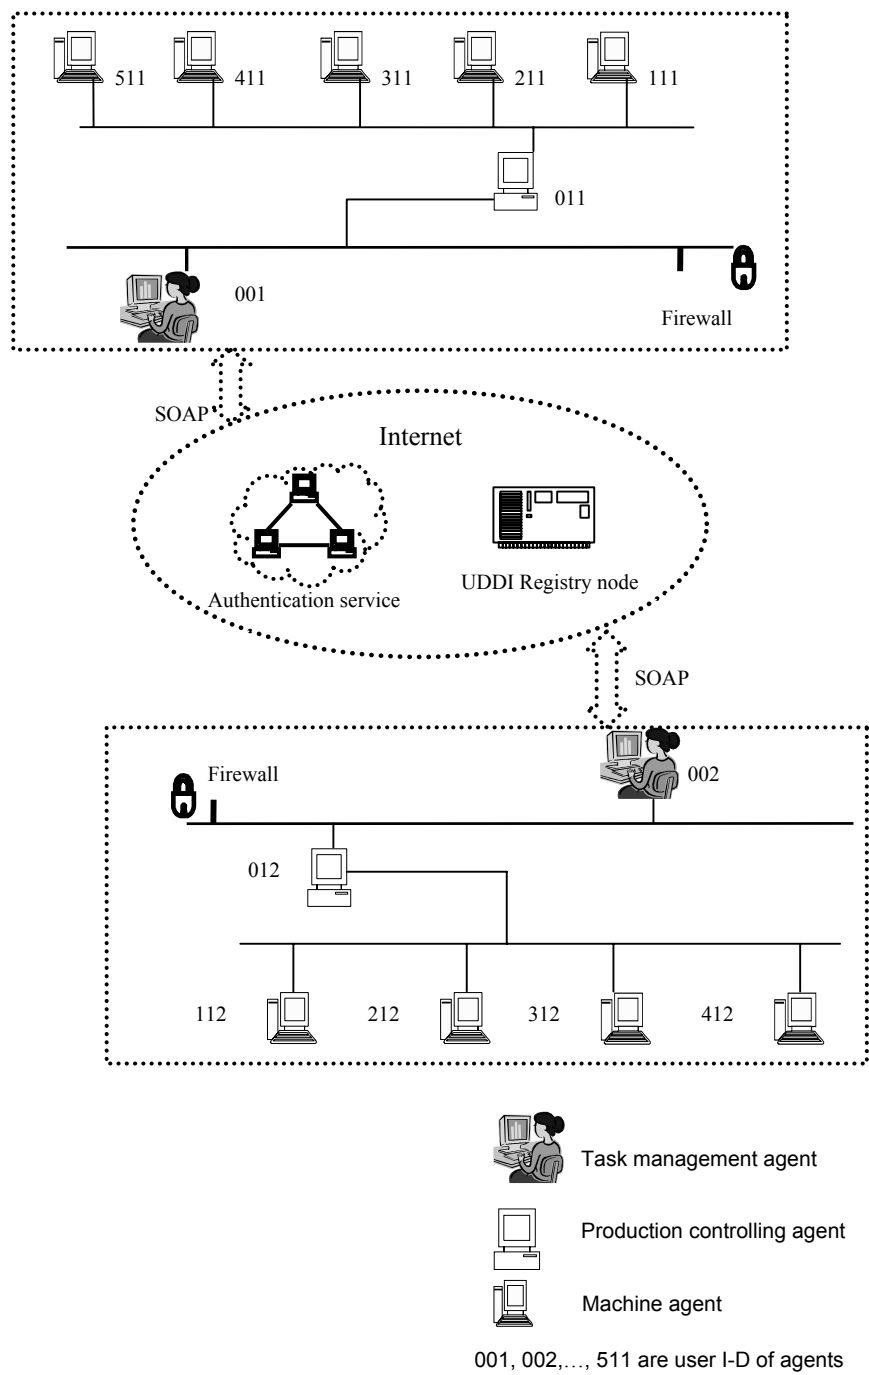 511
411
311
211
111
011
001
Firewall
SOAP
Internet
Authentication service
UDDI Registry node
SOAP
Firewall
002
012
112
212
312
412
Task management agent
Production controlling agent
Machine agent
001, 002,…, 511 are user I-D of agents